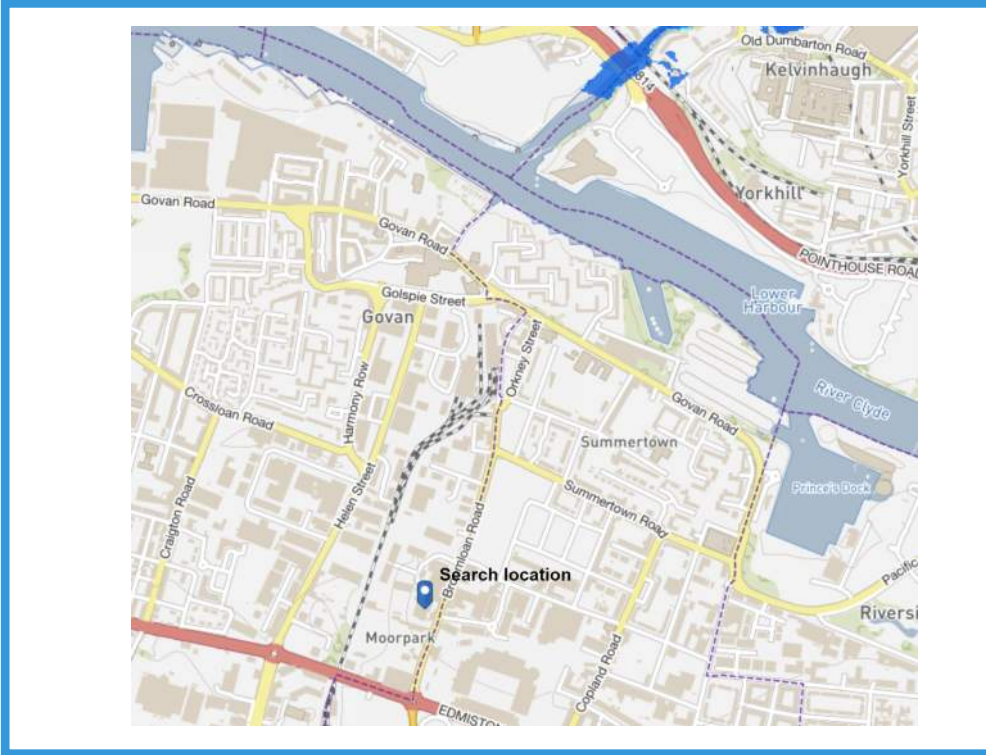 Old Dumbarton Road
Kelvinhaugh
814
Yorkhill Street
Yorkhill
Govan Road
Govan Road
POINTHOUSE ROAD
Golspie Street
Lower
Harbour
Govan
Orkney Street
River Clyde
Harmony Row
Crossloan Road
Govan Road
Summertown
Prince's Dock
Helen Street
Summertown Road
Craigton Road
Broomloan Road
Search location
Pacific
Riversi
Moorpark
Copland Road
EDMISTON